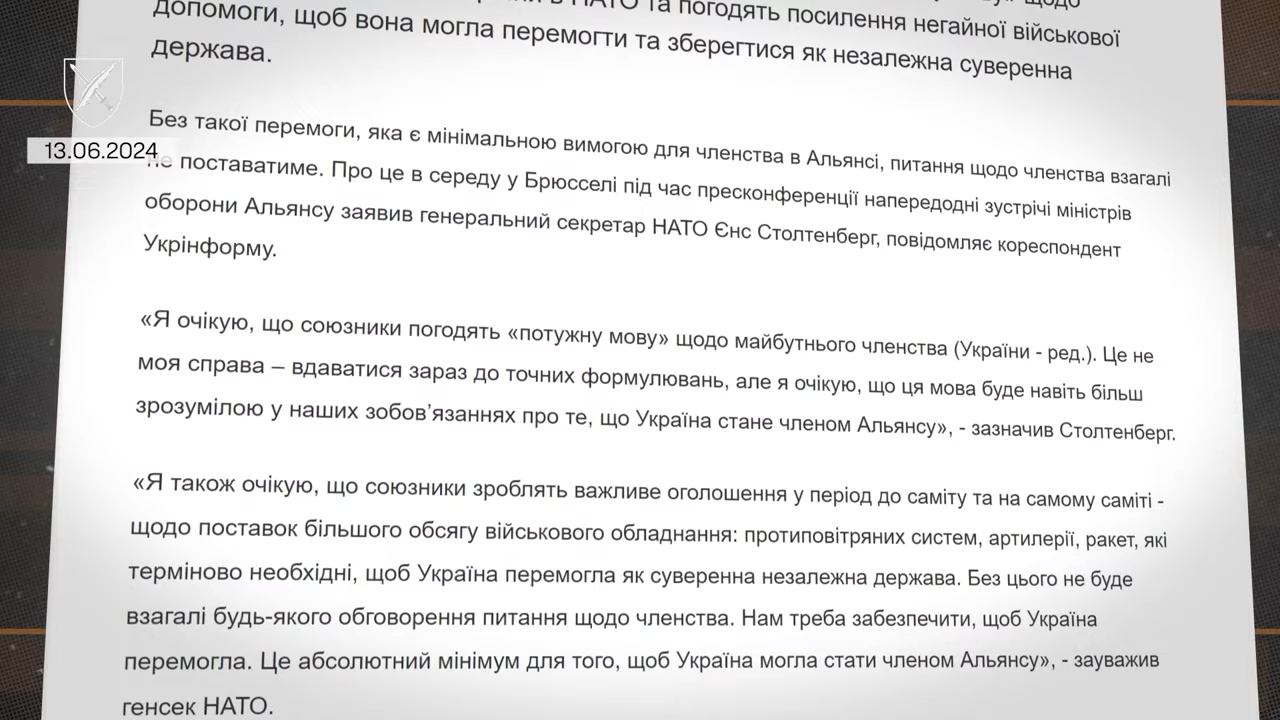 в НАТО та погодять посилення негайної військової
допомоги, щоб вона могла перемогти та зберегтися як незалежна суверенна
держава.
13.06.2024
Без такої перемоги, яка є мінімальною вимогою для членства в Альянсі, питання щодо членства взагалі
не поставатиме. Про це в середу у Брюсселі під час пресконференції напередодні зустрічі міністрів
оборони Альянсу заявив генеральний секретар НАТО Єнс Столтенберг, повідомляє кореспондент
Укрінформу.
«Я очікую, що союзники погодять «потужну мову» щодо майбутнього членства (України - ред.). Це не
моя справа – вдаватися зараз до точних формулювань, але я очікую, що ця мова буде навіть більш
зрозумілою у наших зобов’язаннях про те, що Україна стане членом Альянсу», - зазначив Столтенберг.
«Я також очікую, що союзники зроблять важливе оголошення у період до саміту та на самому саміті -
щодо поставок більшого обсягу військового обладнання: протиповітряних систем, артилерії, ракет, які
терміново необхідні, щоб Україна перемогла як суверенна незалежна держава. Без цього не буде
взагалі будь-якого обговорення питання щодо членства. Нам треба забезпечити, щоб Україна
перемогла. Це абсолютний мінімум для того, щоб Україна могла стати членом Альянсу», - зауважив
генсек НАТО.